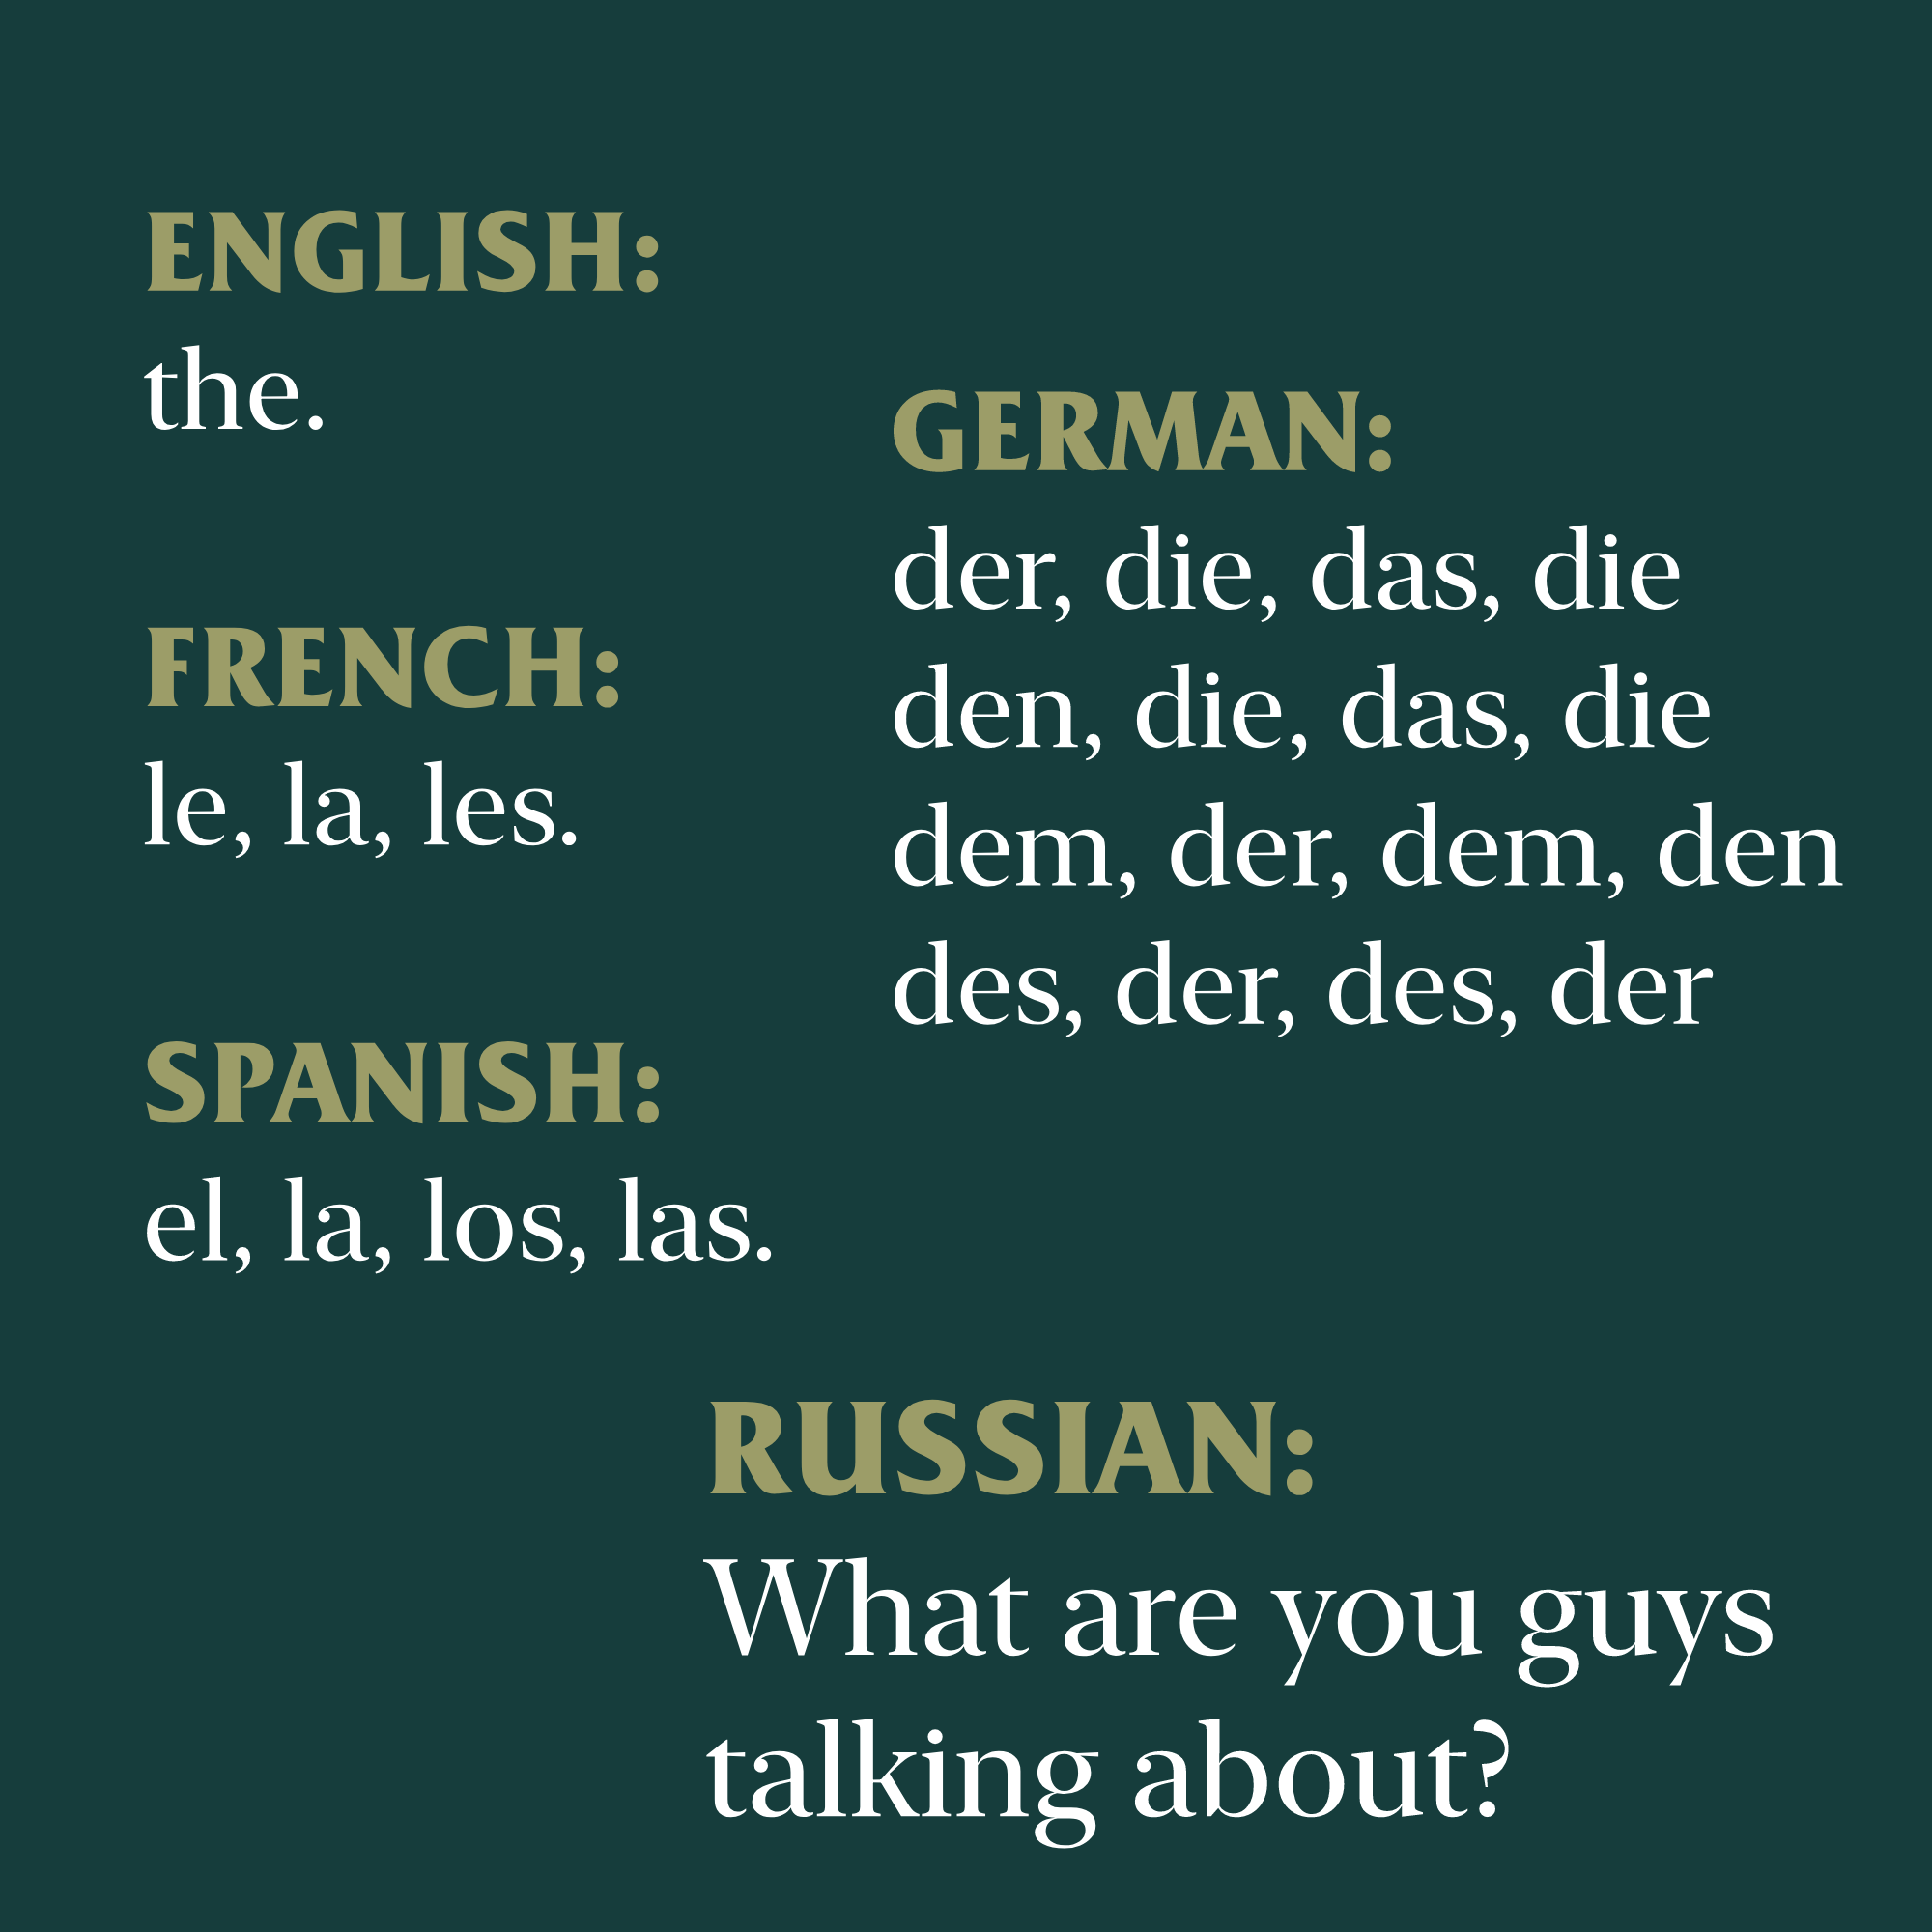 ENGLISH:
the.
FRENCH:
le, la, les.
SPANISH:
el, la, los, las.
GERMAN:
der, die, das, die
den, die, das, die
dem, der, dem, den
des, der, des, der
RUSSIAN:
What are you guys
talking about?